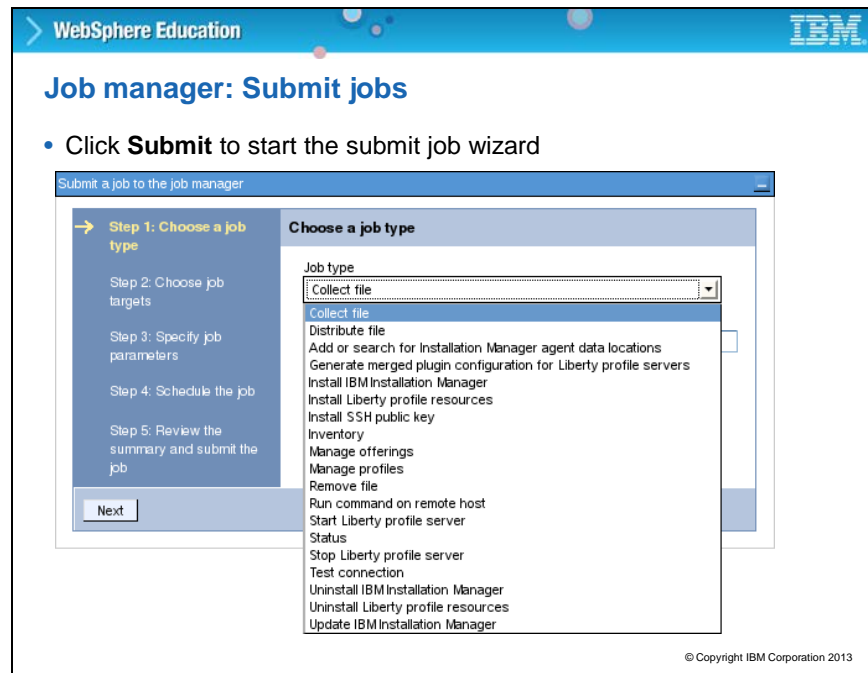 WebSphere Education
IBM
Job manager: Submit jobs
• Click Submit to start the submit job wizard
Submit a job to the job manager
Step 1: Choose a job
type
Step 2: Choose job
targets
Step 3: Specify job
parameters
Step 4: Schedule the job
Step 5: Review the
summary and submit the
job
Next
Choose a job type
Job type
Collect file
Collect file
Distribute file
Add or search for Installation Manager agent data locations
Generate merged plugin configuration for Liberty profile servers
Install IBM Installation Manager
Install Liberty profile resources
Install SSH public key
Inventory
Manage offerings
Manage profiles
Remove file
Run command on remote host
Start Liberty profile server
Status
Stop Liberty profile server
Test connection
Uninstall IBM Installation Manager
Uninstall Liberty profile resources
Update IBM Installation Manager
© Copyright IBM Corporation 2013